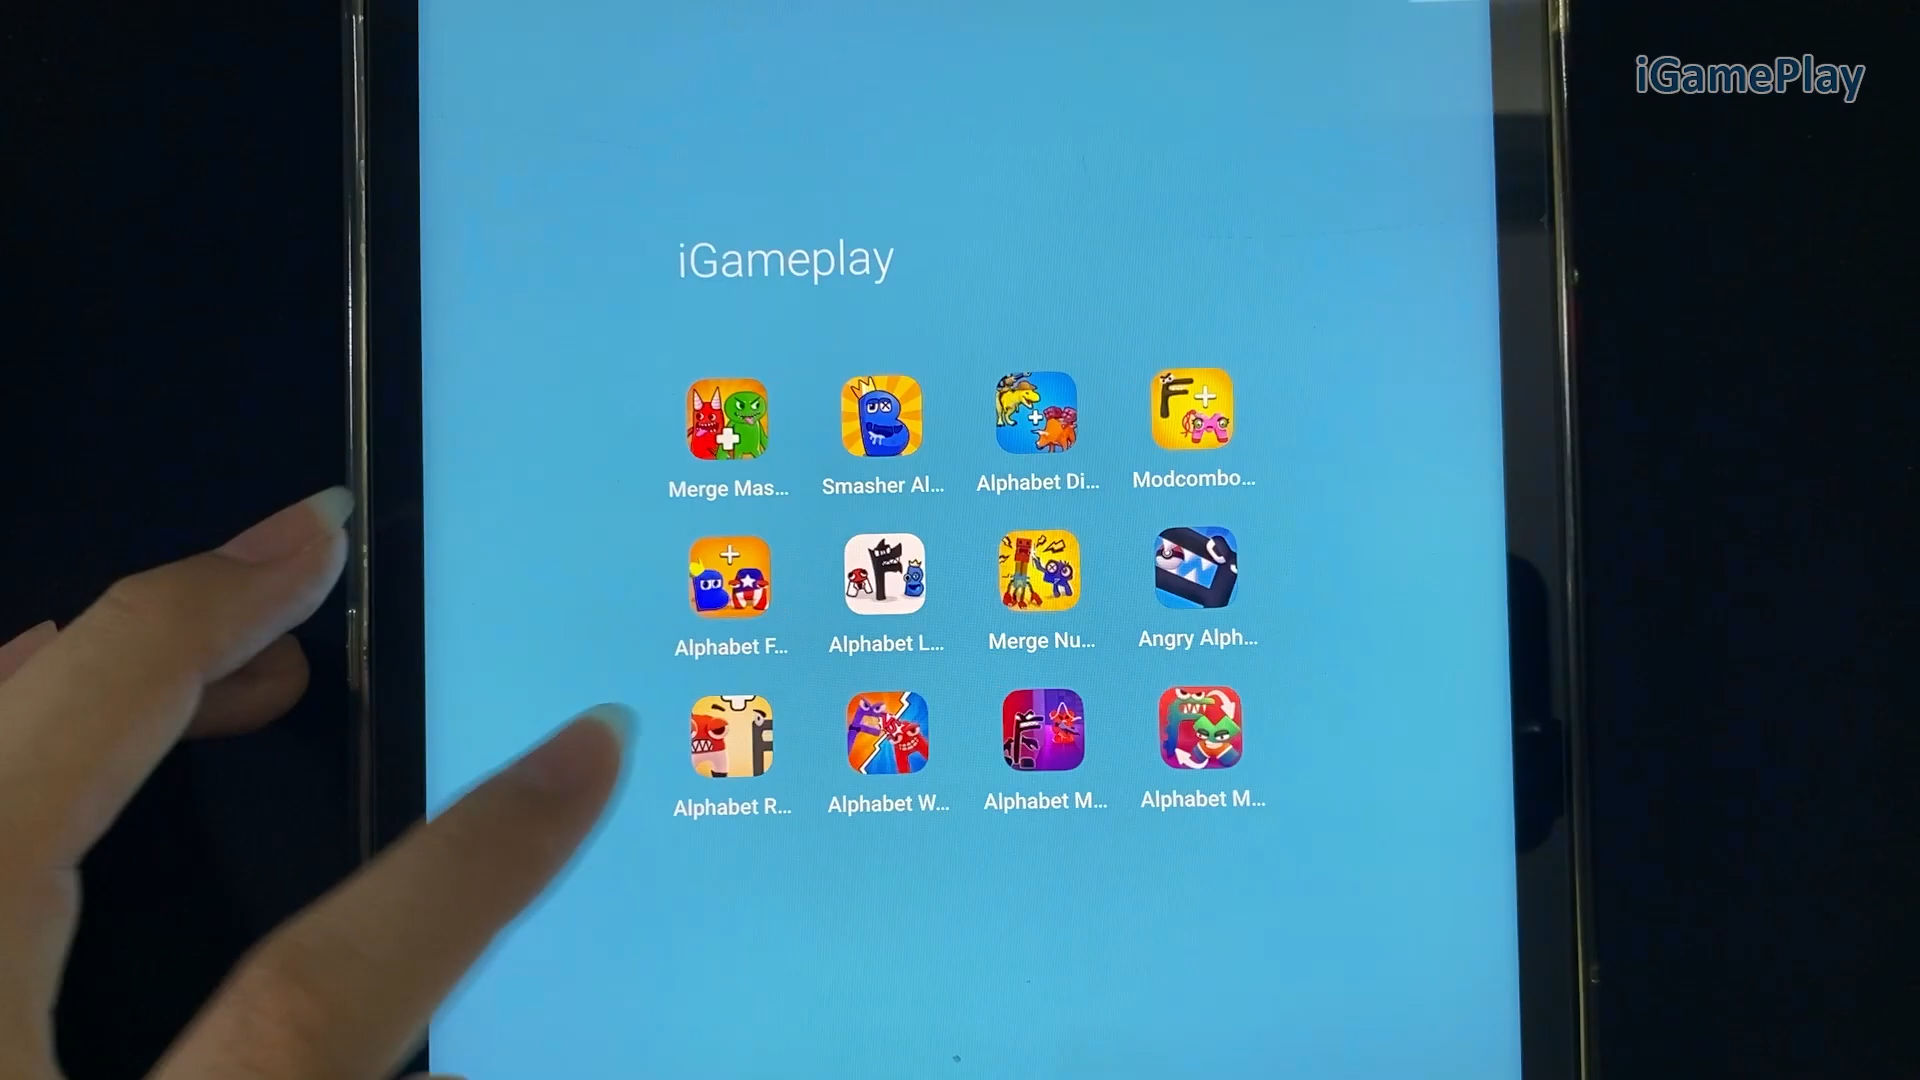 iGamePlay
iGameplay
Merge Mas...
Smasher Al...
Alphabet Di...
Modcombo...
Alphabet F...
Alphabet L...
Merge Nu...
Angry Alph...
Alphabet R...
Alphabet W...
Alphabet M...
Alphabet M...